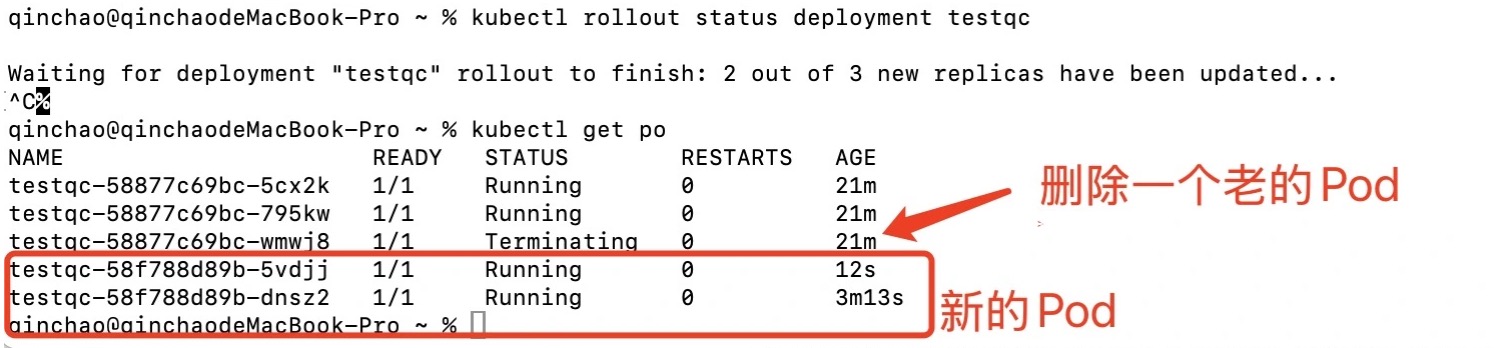 qinchao@qinchaodeMacBook-Pro ~ % kubectl rollout status deployment testqc
Waiting for deployment "testqc" rollout to finish: 2 out of 3 new replicas have been updated...
^C%
qinchao@qinchaodeMacBook-Pro ~ % kubectl get po
NAME READY STATUS RESTARTS AGE
testqc-58877c69bc-5cx2k 1/1 Running 0 21m
testqc-58877c69bc-795kw 1/1 Running 0 21m
testqc-58877c69bc-wmwj8 1/1 Terminating 0 21m
删除一个老的Pod
testqc-58f788d89b-5vdjj 1/1 Running 0 12s
testqc-58f788d89b-dnsz2 1/1 Running 0 3m13s
新的Pod
qinchao@qinchaodeMacBook-Pro ~ %